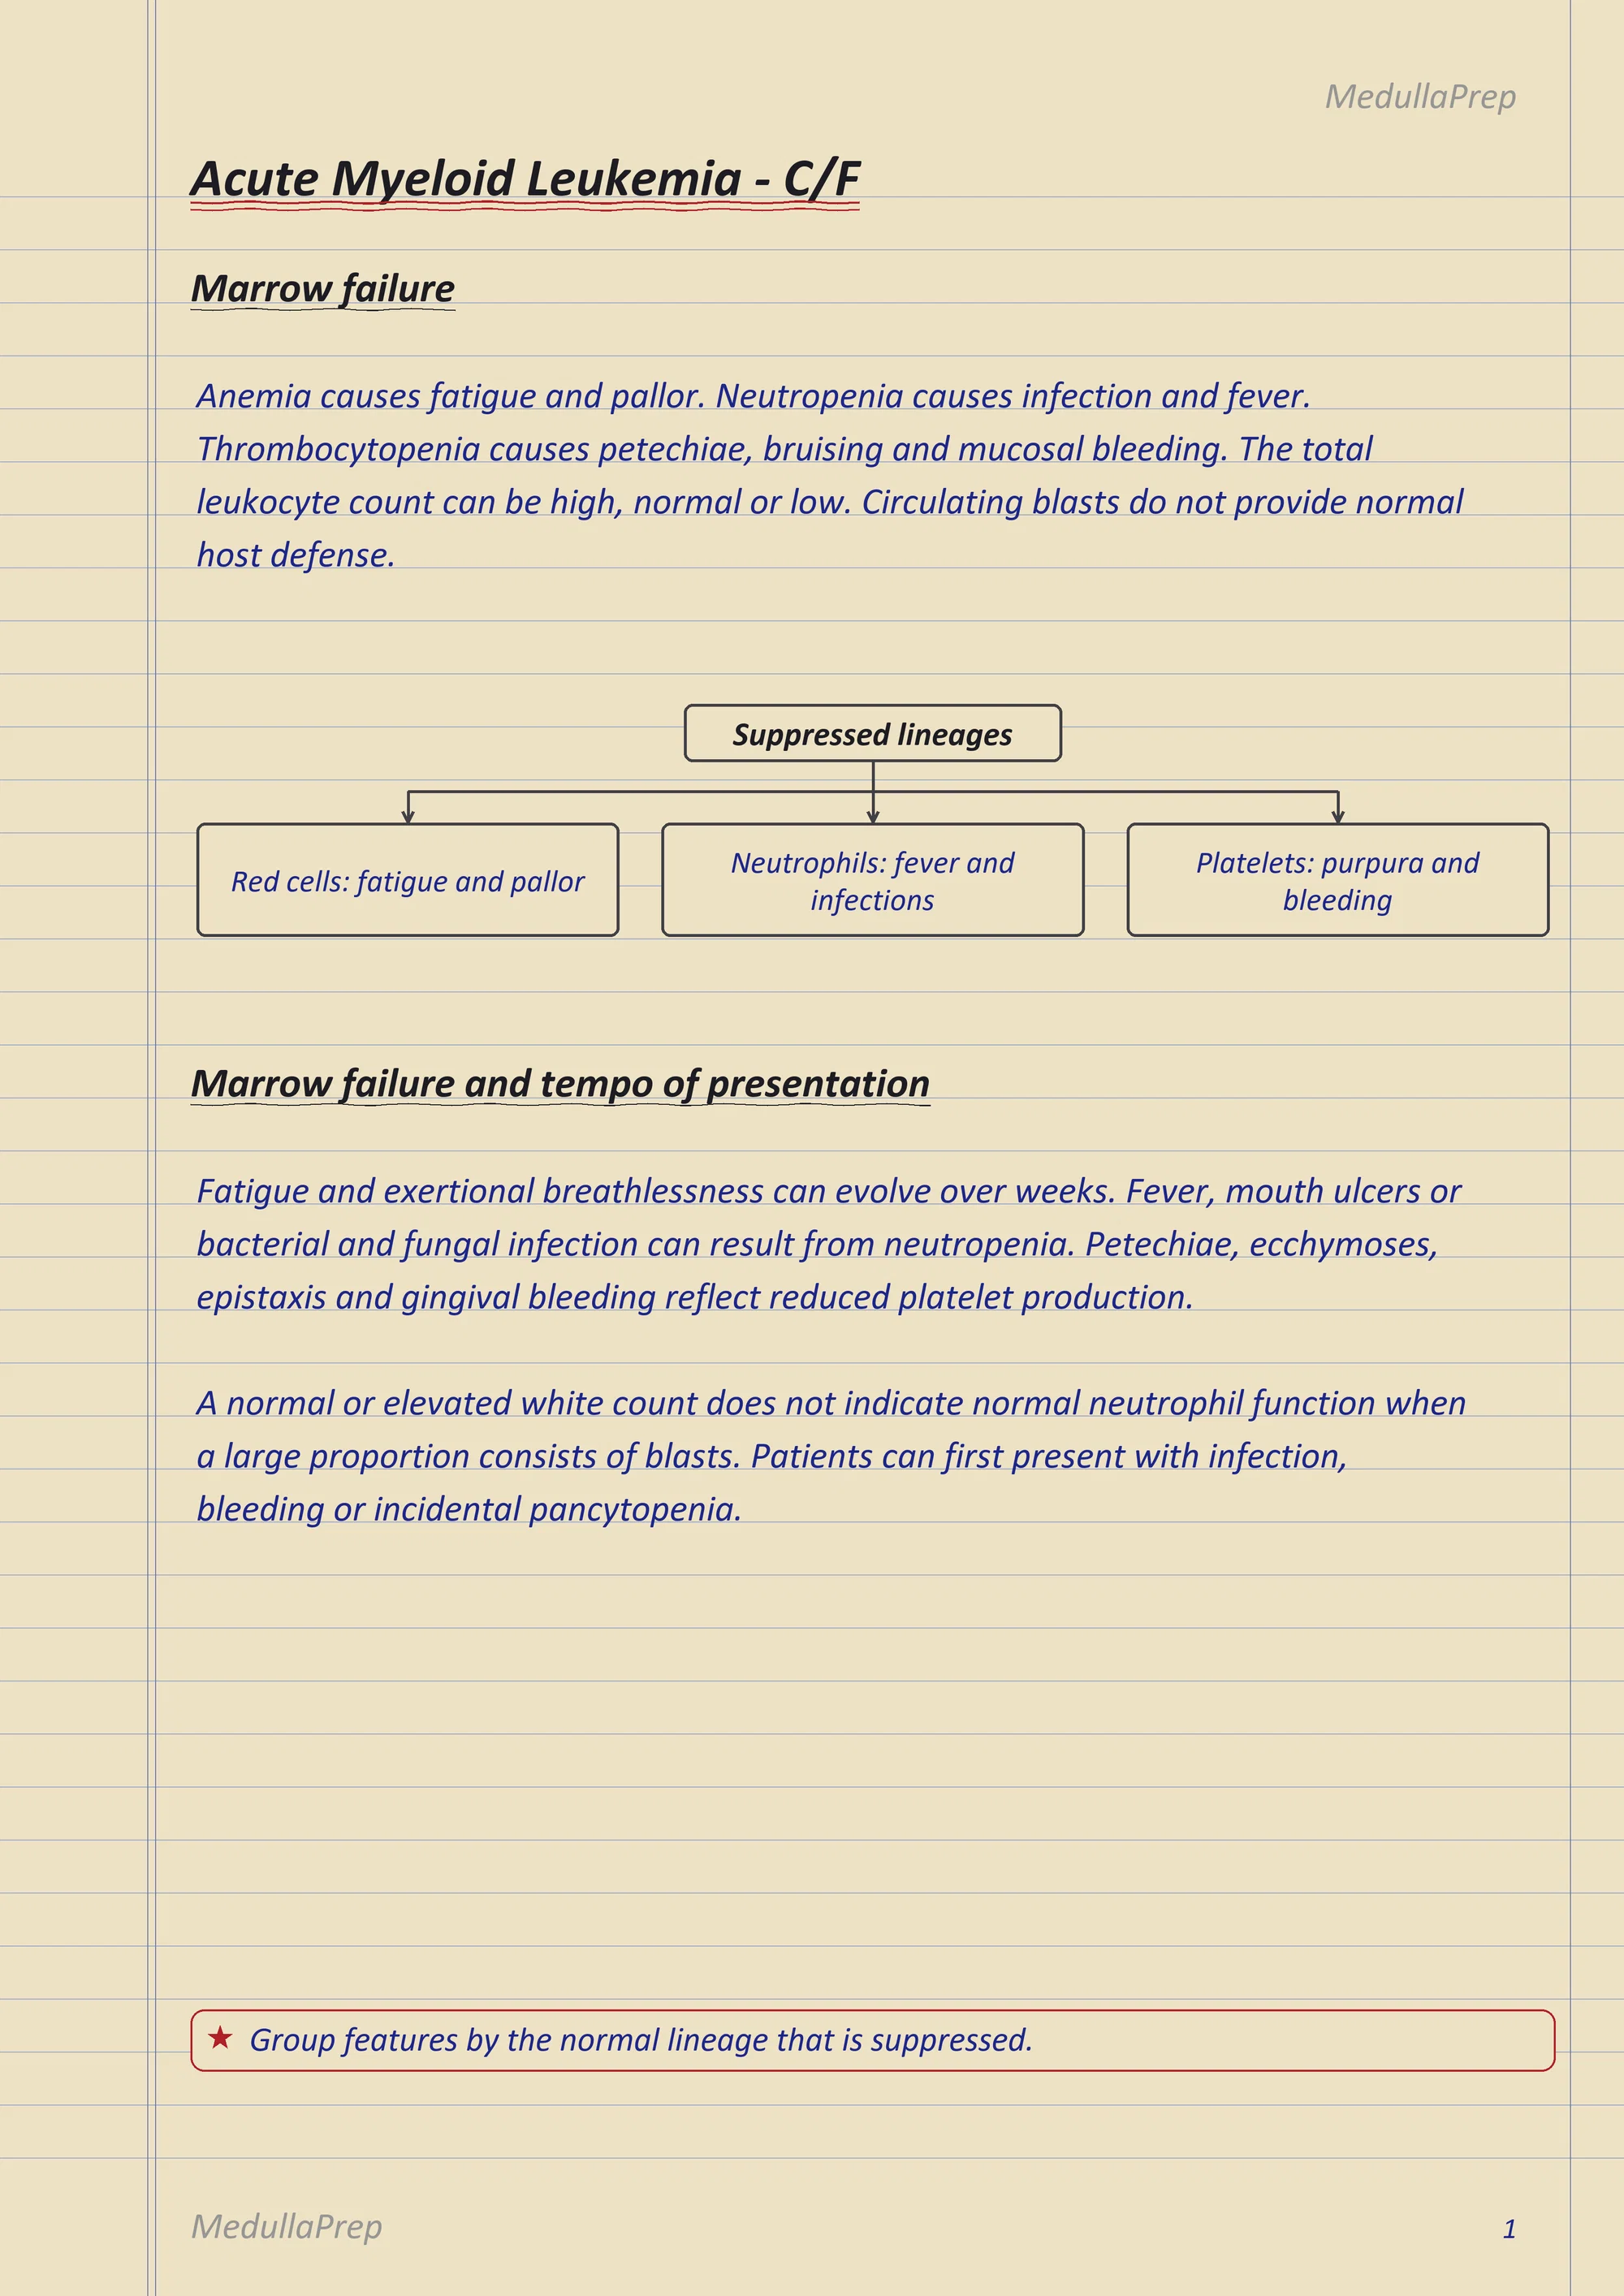 MedullaPrep
Acute Myeloid Leukemia - C/F
Marrow failure
Anemia causes fatigue and pallor. Neutropenia causes infection and fever.
Thrombocytopenia causes petechiae, bruising and mucosal bleeding. The total
leukocyte count can be high, normal or low. Circulating blasts do not provide normal
host defense.
Suppressed lineages
Red cells: fatigue and pallor
Neutrophils: fever and
infections
Platelets: purpura and
bleeding
Marrow failure and tempo of presentation
Fatigue and exertional breathlessness can evolve over weeks. Fever, mouth ulcers or
bacterial and fungal infection can result from neutropenia. Petechiae, ecchymoses,
epistaxis and gingival bleeding reflect reduced platelet production.
A normal or elevated white count does not indicate normal neutrophil function when
a large proportion consists of blasts. Patients can first present with infection,
bleeding or incidental pancytopenia.
★ Group features by the normal lineage that is suppressed.
MedullaPrep
1